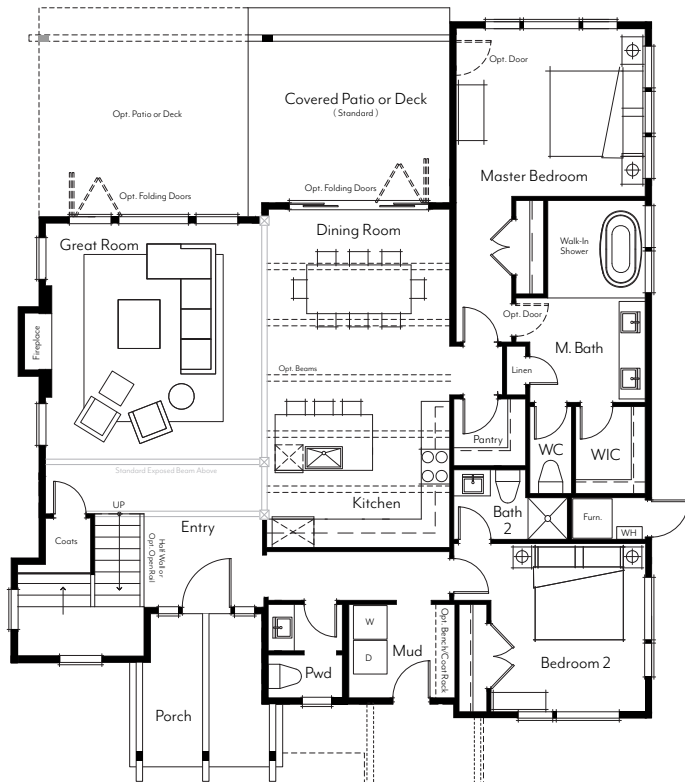 Opt. Door
Opt. Patio or Deck
Covered Patio or Deck
( Standard )
Master Bedroom
Opt. Folding Doors
Opt. Folding Doors
Great Room
Dining Room
Walk-In
Shower
Opt. Door
Fireplace
M. Bath
Opt. Beams
Linen
Pantry
WC
WIC
Standard Exposed Beam Above
UP
Kitchen
Entry
Bath
2
Furn.
WH
Coats
Half Wall or
Opt. Open Rail
W
D
Mud
Opt. Bench/Coat Rack
Pwd
Bedroom 2
Porch